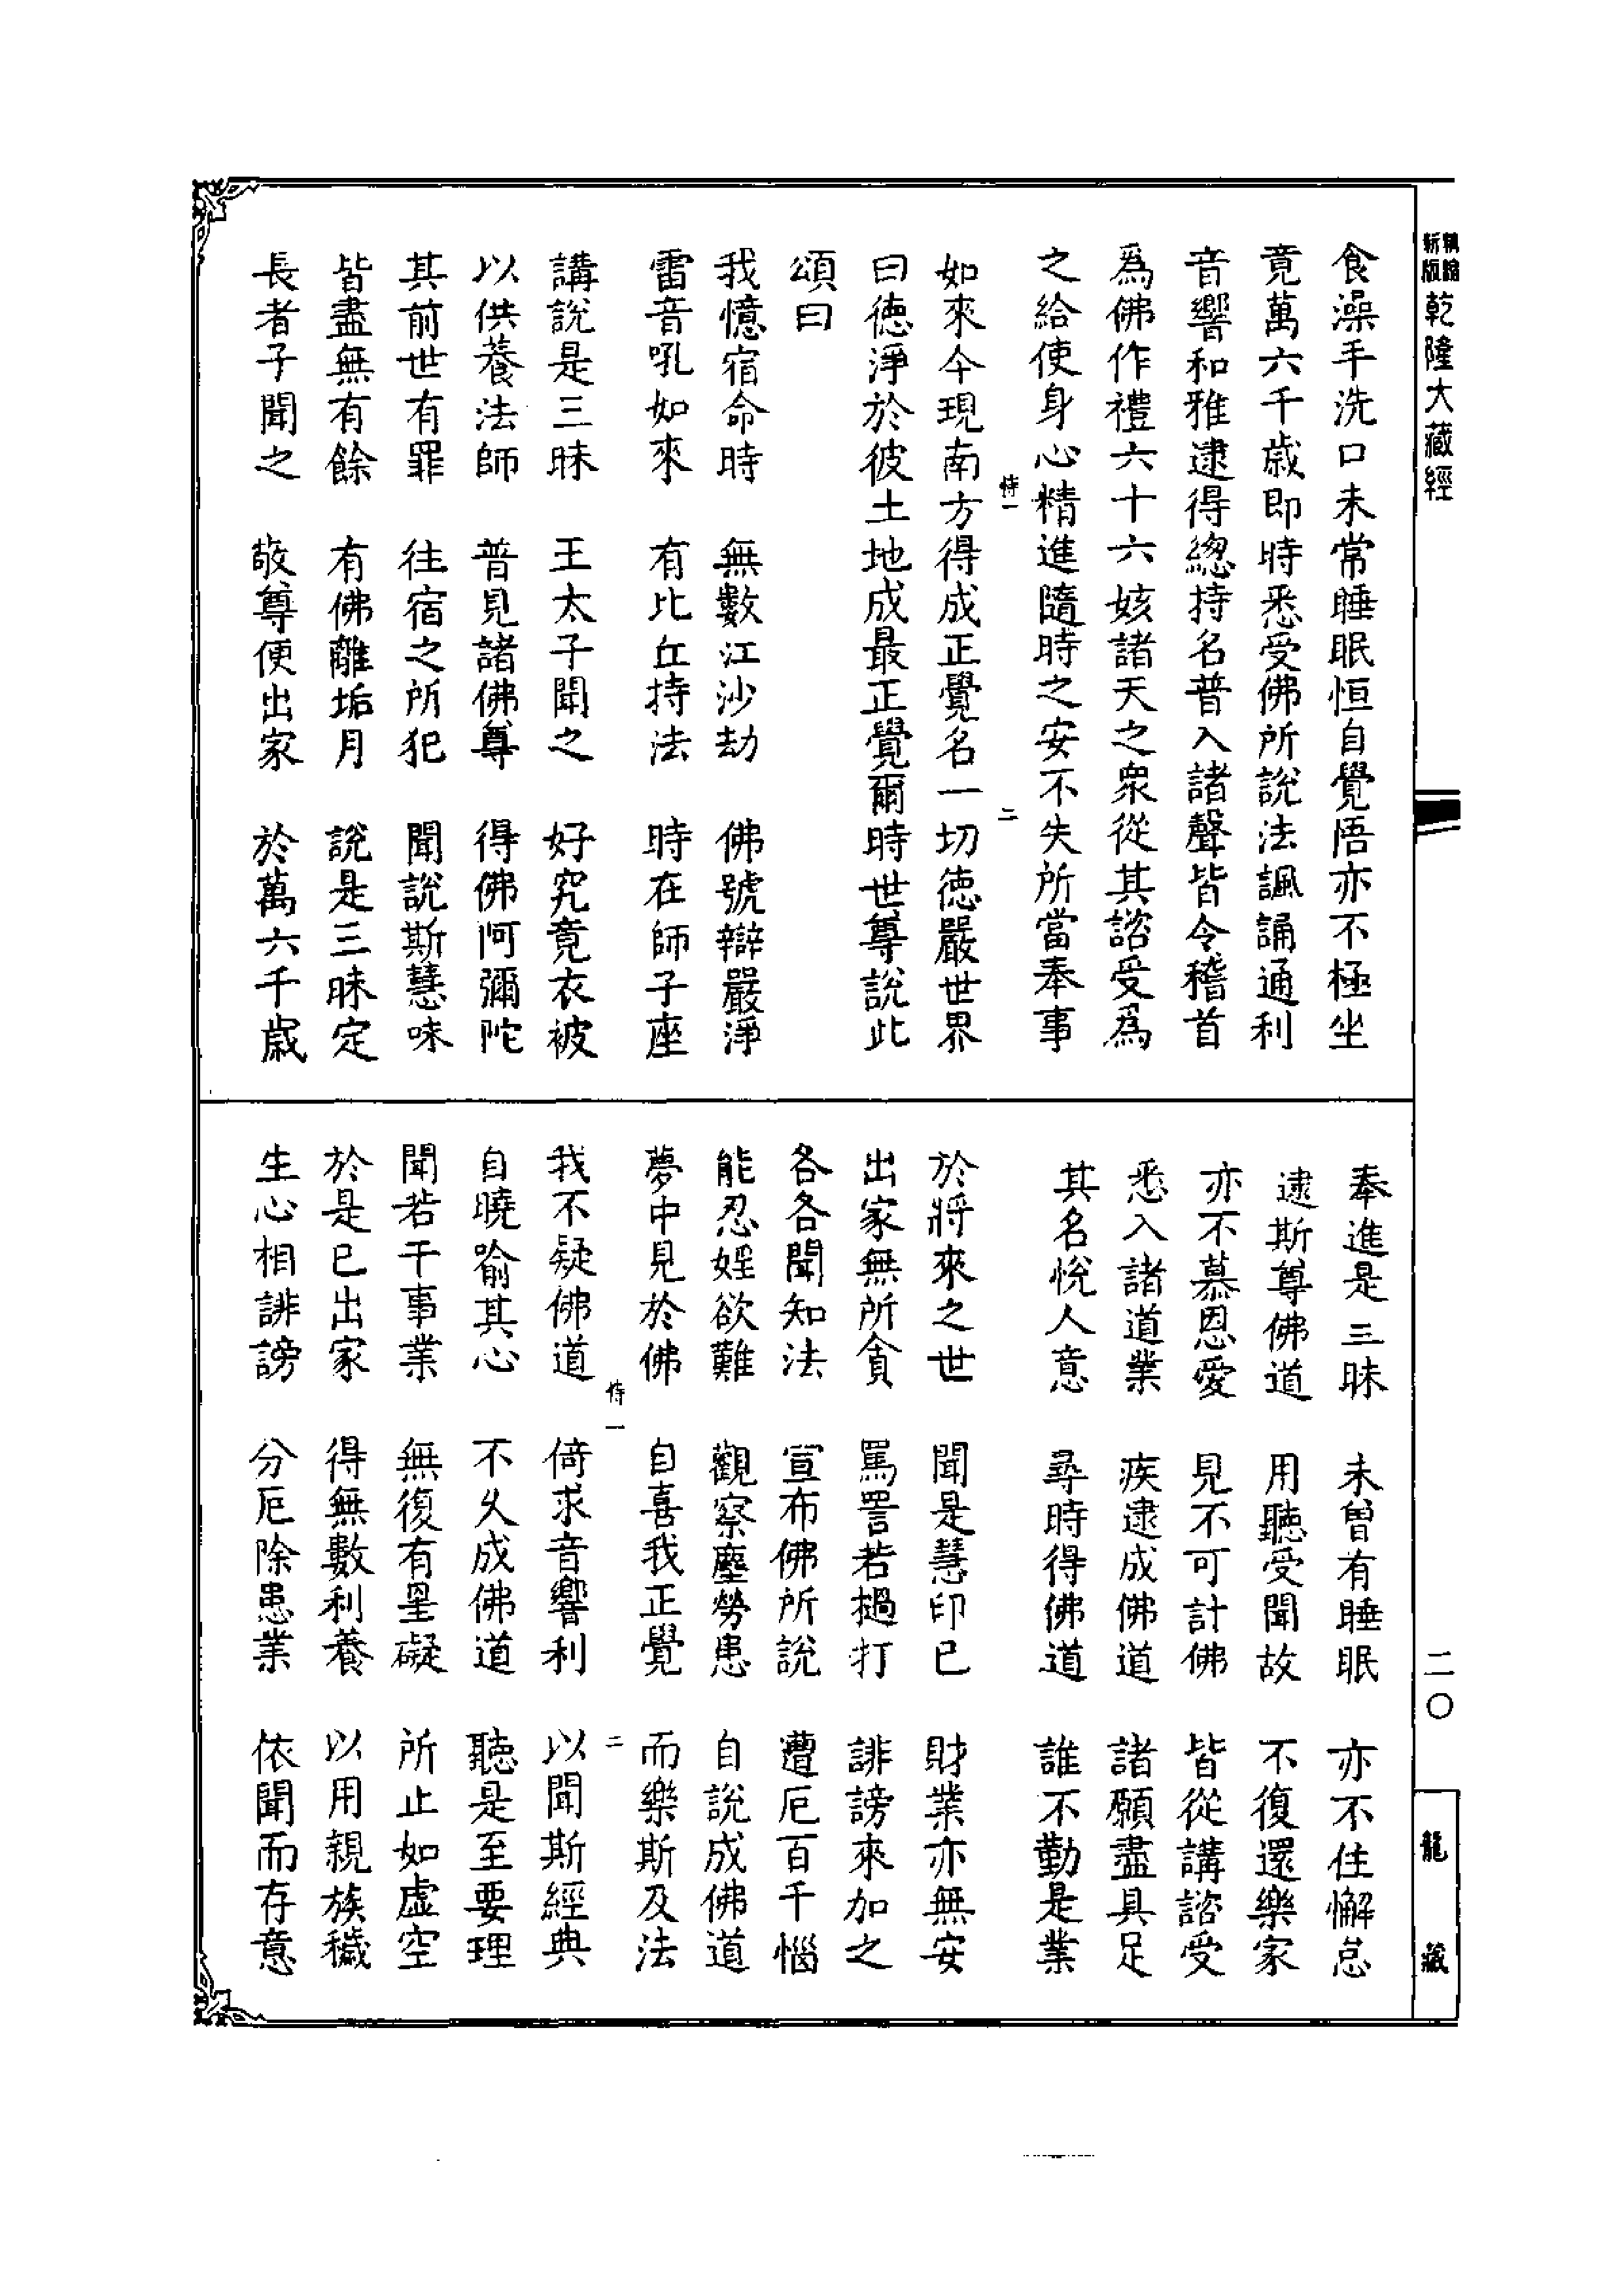 新版
乾隆大藏經
食澡手洗口未常睡眠恒自覺悟亦不極坐
竟萬六千歲即時悉受佛所說法諷誦通利
音響和雅逮得總持名普入諸聲皆令稽首
爲佛作禮六十六姟諸天之衆從其諮受爲
之給使身心精進隨時之安不失所當奉事
侍一 二
如來今現南方得成正覺名一切德嚴世界
曰德淨於彼土地成最正覺爾時世尊說此
頌曰
我憶宿命時 無數江沙劫 佛號辯嚴淨
雷音吼如來 有比丘持法 時在師子座
講說是三昧 王太子聞之 好究竟衣被
以供養法師 普見諸佛尊 得佛阿彌陀
其前世有罪 往宿之所犯 聞說斯慧味
皆盡無有餘 有佛離垢月 說是三昧定
長者子聞之 敬尊便出家 於萬六千歲
奉進是三昧 未曾有睡眠 亦不住懈怠
逮斯尊佛道 用聽受聞故 不復還樂家
亦不慕恩愛 見不可計佛 皆從講諮受
悉入諸道業 疾逮成佛道 諸願盡具足
其名悅人意 尋時得佛道 誰不勤是業
於將來之世 聞是慧印已 財業亦無安
出家無所貪 罵詈若撾打 誹謗來加之
各各聞知法 宣布佛所說 遭厄百千惱
能忍婬欲難 觀察塵勞患 自說成佛道
夢中見於佛 自喜我正覺 而樂斯及法
侍一 二
我不疑佛道 倚求音響利 以聞斯經典
自曉喻其心 不久成佛道 聽是至要理
聞若干事業 無復有罣礙 所止如虛空
於是已出家 得無數利養 以用親族穢
生心相誹謗 分厄除患業 依聞而存意
二〇
龍藏